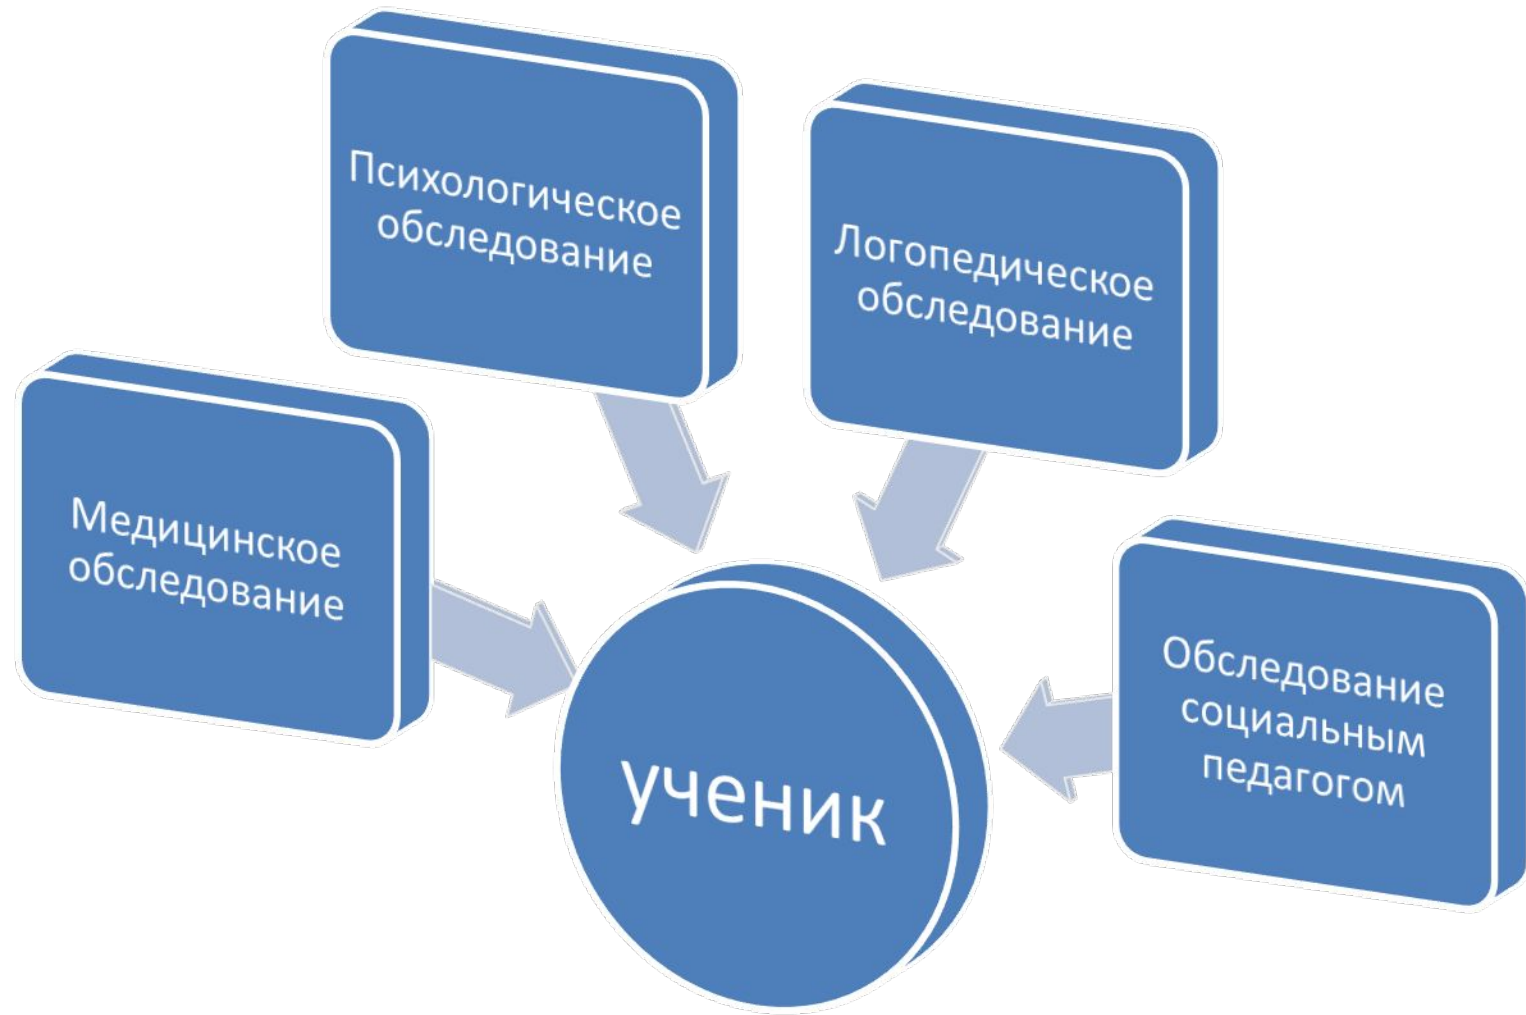 Психологическое
обследование
Логопедическое
обследование
Медицинское
обследование
Обследование
социальным
педагогом
ученик